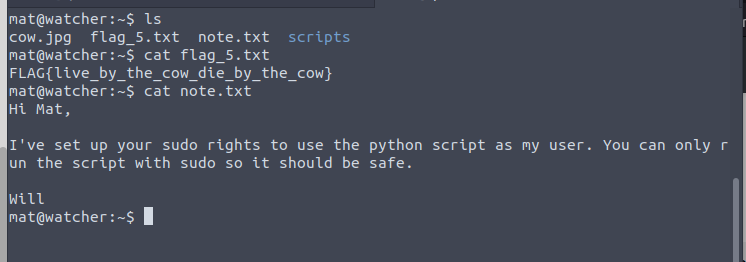 mat@watcher:~$ ls
cow.jpg  flag_5.txt  note.txt  scripts
mat@watcher:~$ cat flag_5.txt
FLAG{live_by_the_cow_die_by_the_cow}
mat@watcher:~$ cat note.txt
Hi Mat,
I've set up your sudo rights to use the python script as my user. You can only r
un the script with sudo so it should be safe.
Will
mat@watcher:~$